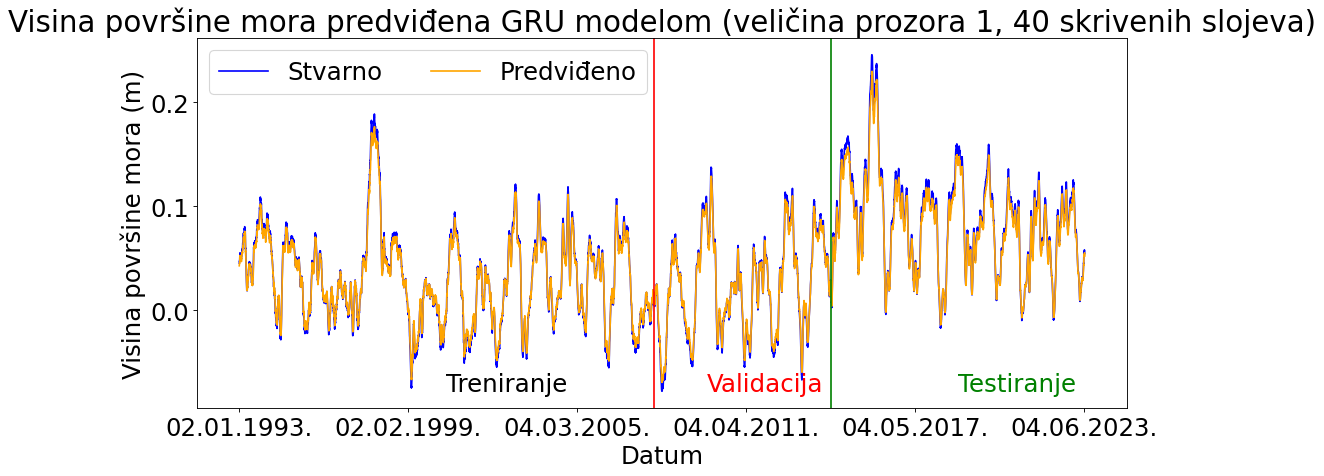 Visina površine mora predviđena GRU modelom (veličina prozora 1, 40 skrivenih slojeva)
Stvarno
Predviđeno
Visina površine mora (m)
0.2
0.1
0.0
Treniranje
Validacija
Testiranje
02.01.1993.
02.02.1999.
04.03.2005.
04.04.2011.
04.05.2017.
04.06.2023.
Datum